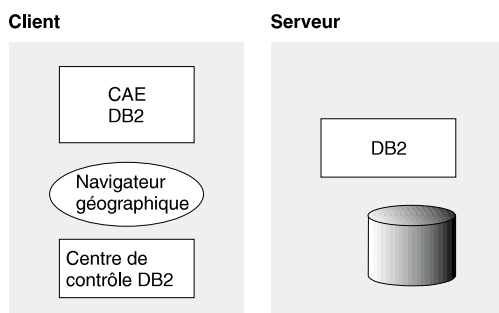 Client
CAE
DB2
Navigateur
géographique
Centre de
contrôle DB2
Serveur
DB2